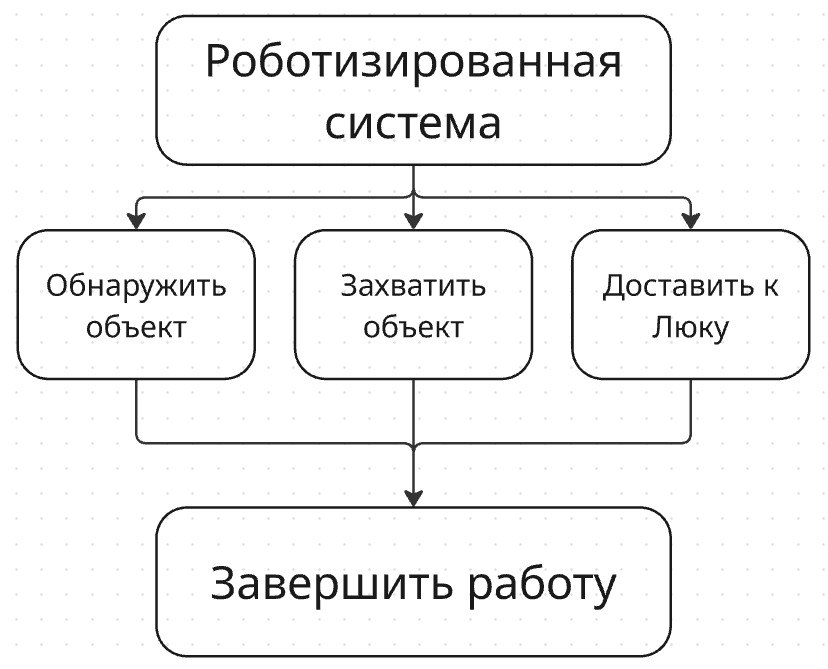 Роботизированная
система
Обнаружить
объект
Захватить
объект
Доставить к
Люку
Завершить работу